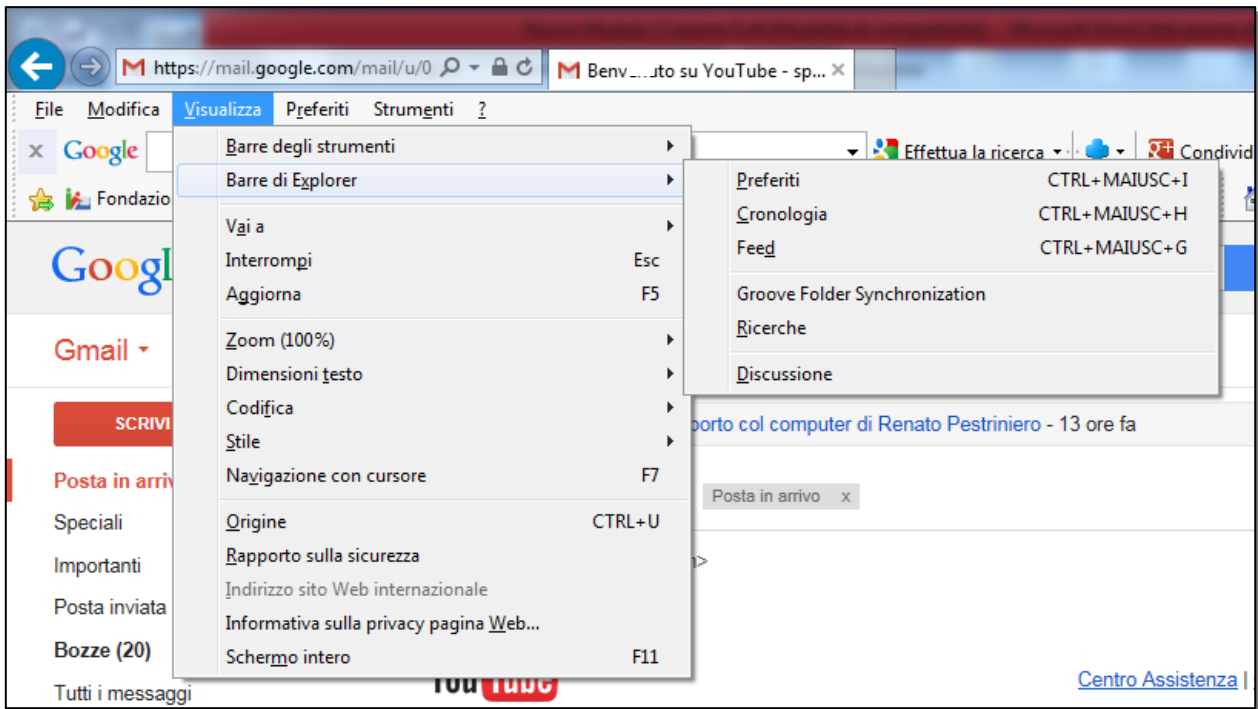 https://mail.google.com/mail/u/0
Benv to su YouTube - sp... ×
File Modifica Visualizza Preferiti Strumenti ?
x Google
Effettua la ricerca
Condivid
Fondazio
Barre degli strumenti
Barre di Explorer
Vai a
Interrompi Esc
Aggiorna F5
Zoom (100%)
Dimensioni testo
Codifica
Stile
Navigazione con cursore F7
Origine CTRL+U
Rapporto sulla sicurezza
Indirizzo sito Web internazionale
Informativa sulla privacy pagina Web...
Schermo intero F11
Preferiti CTRL+MAIUSC+I
Cronologia CTRL+MAIUSC+H
Feed CTRL+MAIUSC+G
Groove Folder Synchronization
Ricerche
Discussione
Googl
Gmail
SCRIVI
Posta in arriv
Speciali
Importanti
Posta inviata
Bozze (20)
Tutti i messaggi
porto col computer di Renato Pestriniero - 13 ore fa
Posta in arrivo x
>
YouTube
Centro Assistenza |